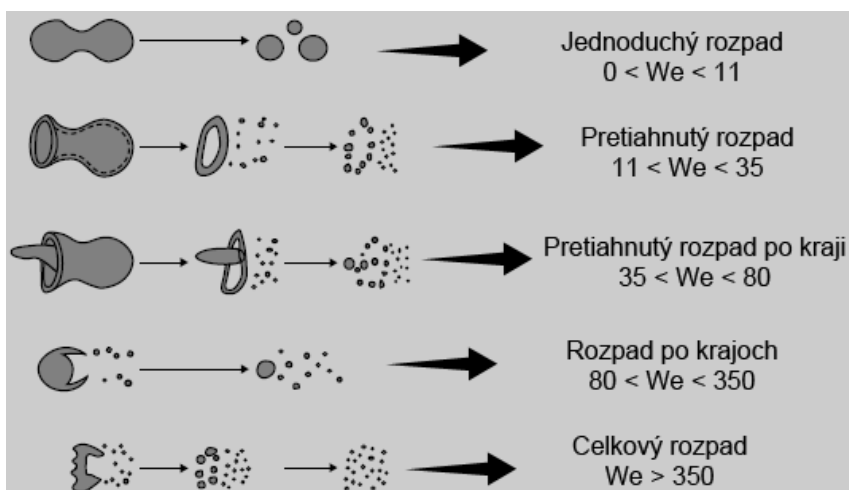 Jednoduchý rozpad
0 < We < 11
Pretiahnutý rozpad
11 < We < 35
Pretiahnutý rozpad po kraji
35 < We < 80
Rozpad po krajoch
80 < We < 350
Celkový rozpad
We > 350